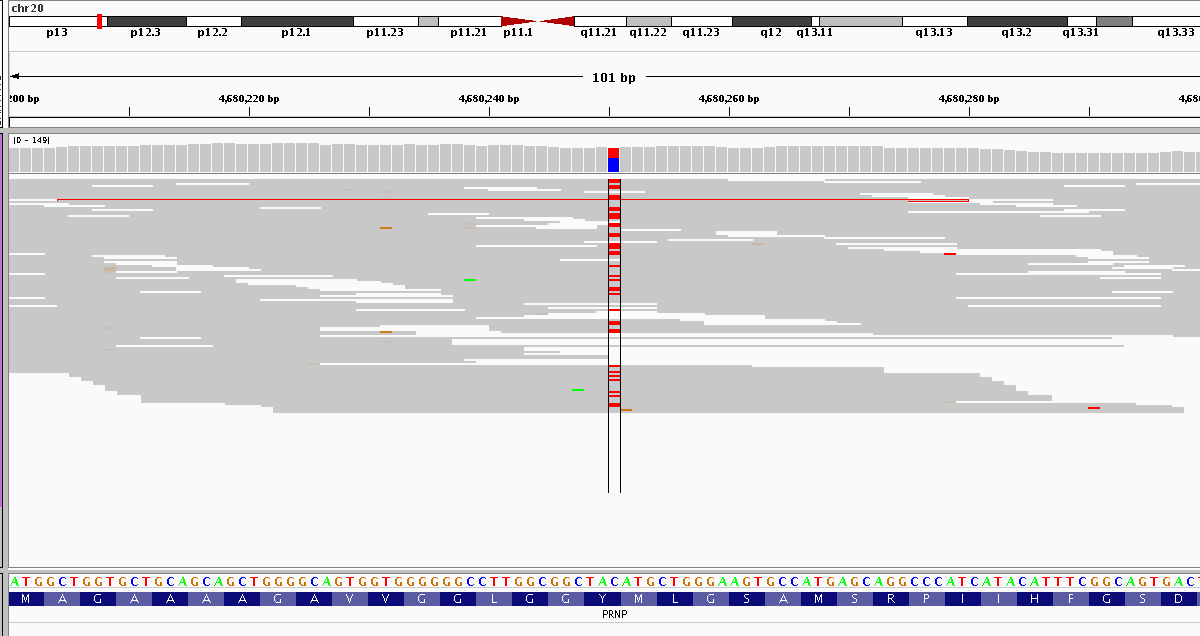 chr20
p13 p12.3 p12.2 p12.1 p11.23 p11.21 p11.1 q11.21 q11.22 q11.23 q12 q13.11 q13.13 q13.2 q13.31 q13.33
101 bp
200 bp 4,680,220 bp 4,680,240 bp 4,680,260 bp 4,680,280 bp 4,680
[0 - 149]
ATGGCTGGTGCTGCAGCAGCTGGGGCAGTGGTGGGGGGCCTTGGCGGCTACATGCTGGGAAGTGCCATGAGCAGGCCCATCATACATTTCGGCAGTGACT
M A G A A A A G A V V G G L G G Y M L G S A M S R P I I H F G S D
PRNP